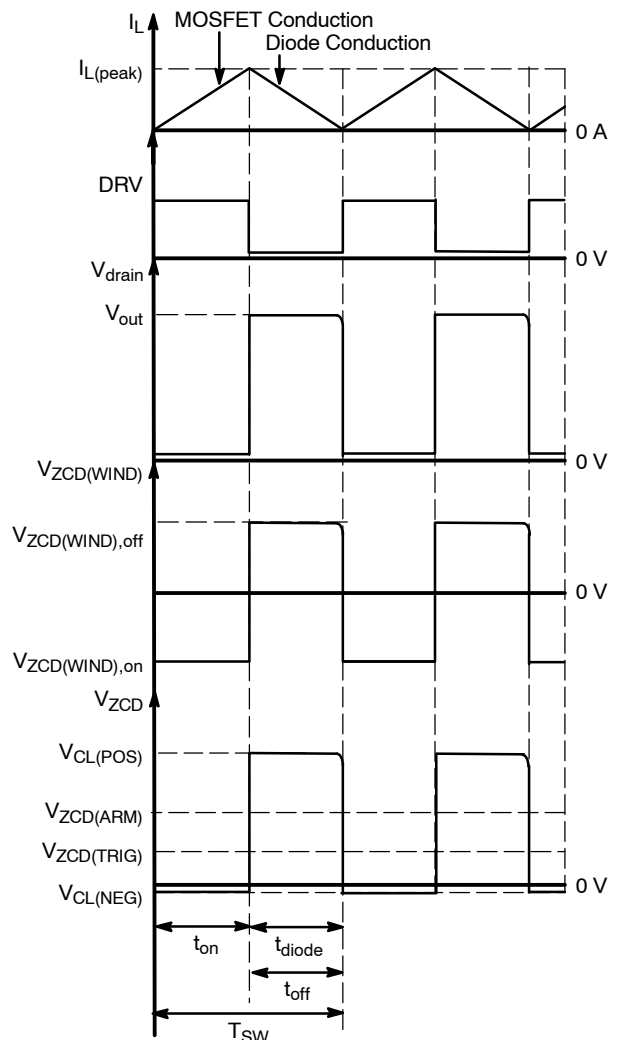 MOSFET Conduction
I_L
Diode Conduction
I_L(peak)
0 A
DRV
0 V
V_drain
V_out
0 V
V_ZCD(WIND)
V_ZCD(WIND),off
0 V
V_ZCD(WIND),on
V_ZCD
V_CL(POS)
V_ZCD(ARM)
V_ZCD(TRIG)
0 V
V_CL(NEG)
t_on
t_diode
t_off
T_SW